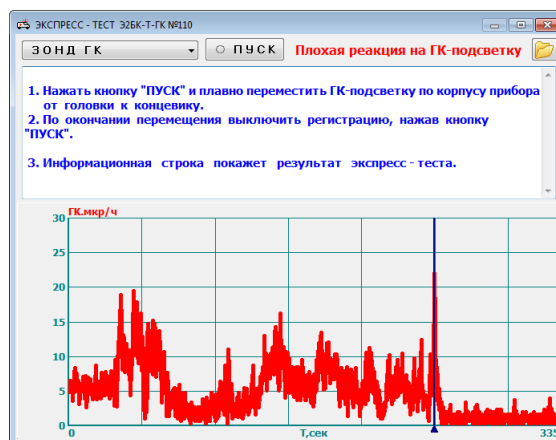 ЭКСПРЕСС - ТЕСТ Э2БК-Т-ГК №110
ЗОНД ГК
ПУСК
Плохая реакция на ГК-подсветку
1. Нажать кнопку "ПУСК" и плавно переместить ГК-подсветку по корпусу прибора
от головки к концевику.
2. По окончании перемещения выключить регистрацию, нажав кнопку
"ПУСК".
3. Информационная строка покажет результат экспресс - теста.
ГК.мкр/ч
30
25
20
15
10
5
0
0
Т,сек
335